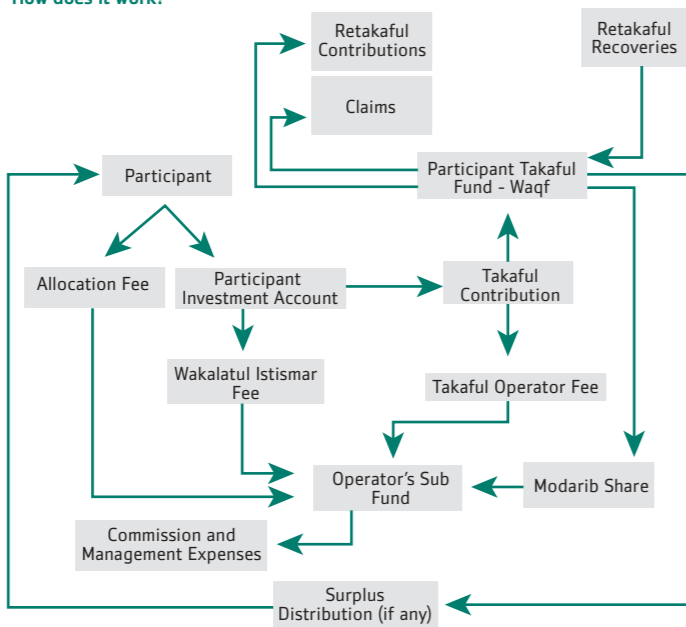 How does it work?
Retakaful
Contributions
Retakaful
Recoveries
Claims
Participant
Participant Takaful
Fund - Waqf
Allocation Fee
Participant
Investment Account
Takaful
Contribution
Wakalatul Istismar
Fee
Takaful Operator Fee
Operator's Sub
Fund
Modarib Share
Commission and
Management Expenses
Surplus
Distribution (if any)